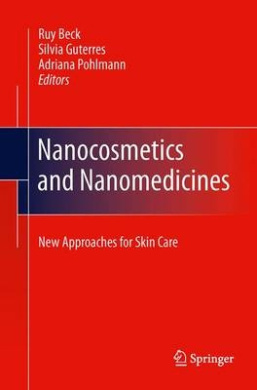 Ruy Beck
Silvia Guterres
Adriana Pohlmann
Editors
Nanocosmetics
and Nanomedicines
New Approaches for Skin Care
Springer